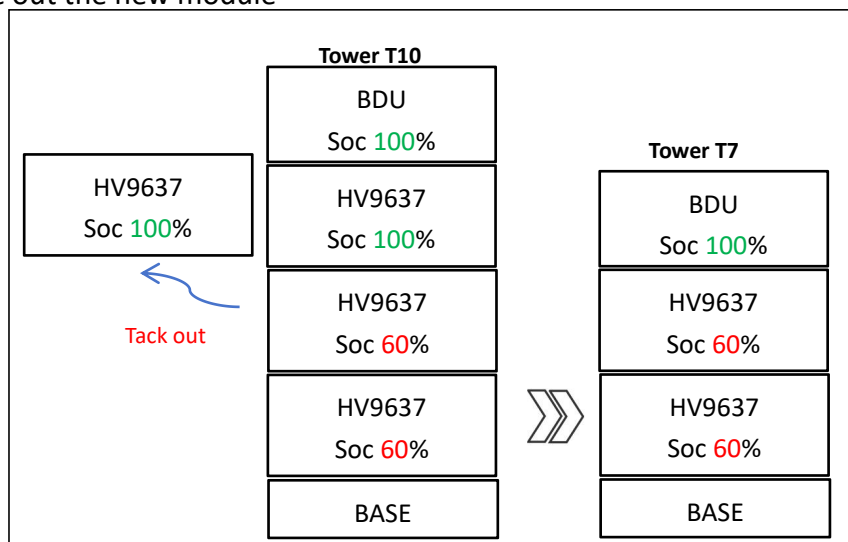 out the new module
Tower T10
BDU
Soc 100%
HV9637
Soc 100%
HV9637
Soc 100%
Tack out
HV9637
Soc 60%
HV9637
Soc 60%
BASE
Tower T7
BDU
Soc 100%
HV9637
Soc 60%
HV9637
Soc 60%
BASE